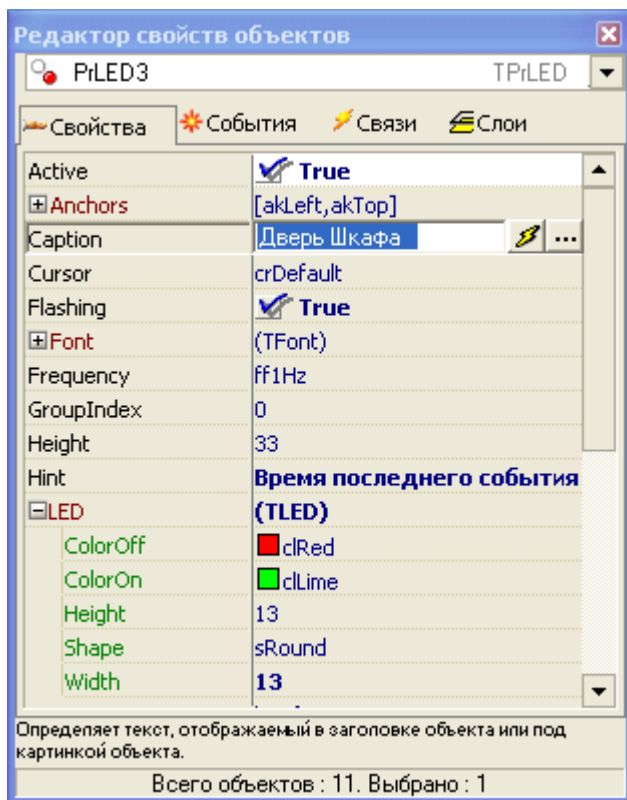 Редактор свойств объектов
PrLED3 TPrLED
Свойства События Связи Слои
Active True
Anchors [akLeft,akTop]
Caption Дверь Шкафа ...
Cursor crDefault
Flashing True
Font (TFont)
Frequency ff1Hz
GroupIndex 0
Height 33
Hint Время последнего события
LED (TLED)
ColorOff clRed
ColorOn clLime
Height 13
Shape sRound
Width 13
Определяет текст, отображаемый в заголовке объекта или под
картинкой объекта.
Всего объектов : 11. Выбрано : 1